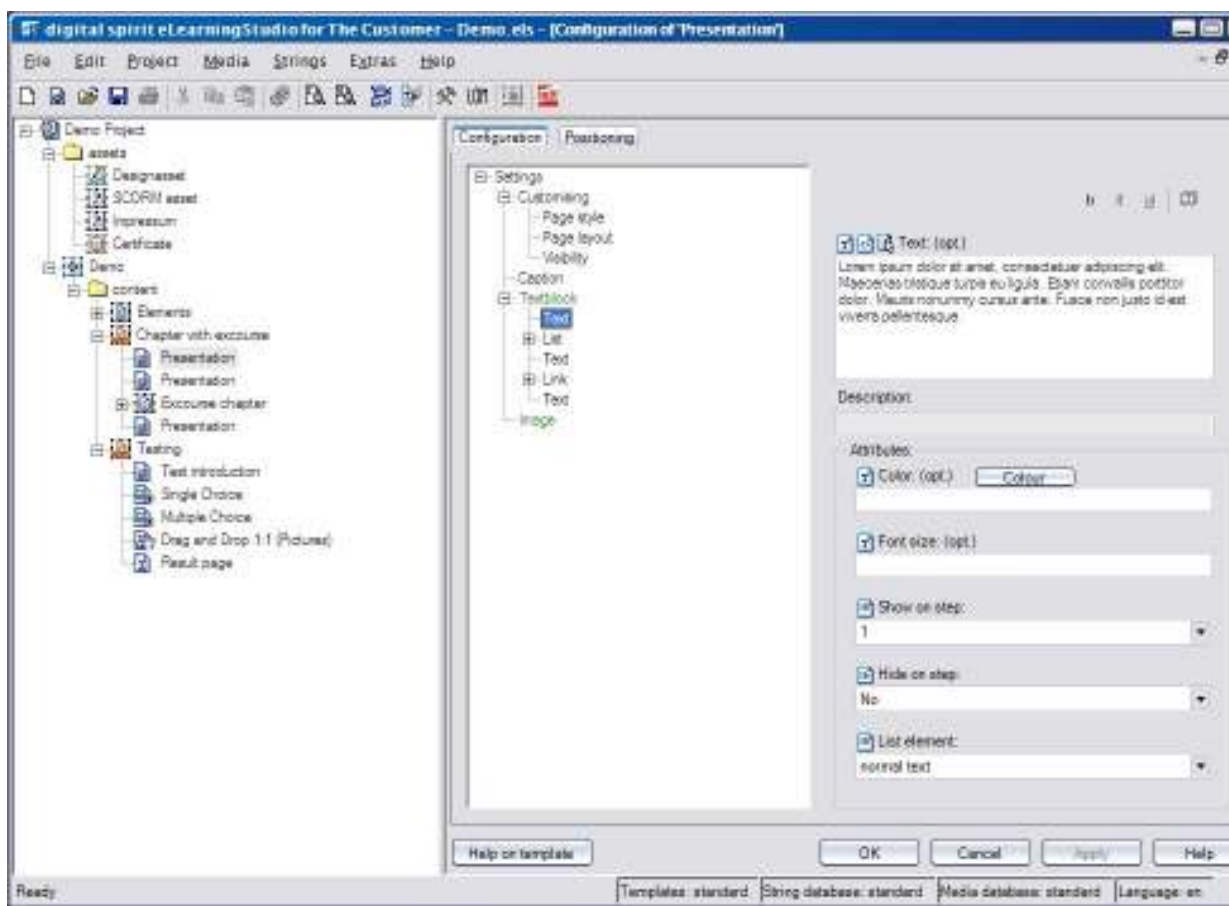 digital spirit eLearningStudio for The Customer - Demo.els - [Configuration of 'Presentation']
File Edit Project Media Strings Extras Help
LOM
Demo Project
assets
Designasset
SCORM asset
Impressum
Certificate
Demo
content
Elements
Chapter with excourse
Presentation
Presentation
Excourse chapter
Presentation
Testing
Test introduction
Single Choice
Multiple Choice
Drag and Drop 1:1 (Pictures)
Result page
Configuration Positioning
Settings
Customising
Page style
Page layout
Visibility
Caption
Textblock
Text
List
Text
Link
Text
Image
b i u
Text: (opt.)
Lorem ipsum dolor sit amet, consectetuer adipiscing elit.
Maecenas tristique turpis eu ligula. Etiam convallis porttitor
dolor. Mauris nonummy cursus ante. Fusce non justo id est
viverra pellentesque
Description:
Attributes:
Color: (opt.) Colour
Font size: (opt.)
Show on step:
1
Hide on step:
No
List element:
normal text
Help on template OK Cancel Apply Help
Ready Templates: standard String database: standard Media database: standard Language: en